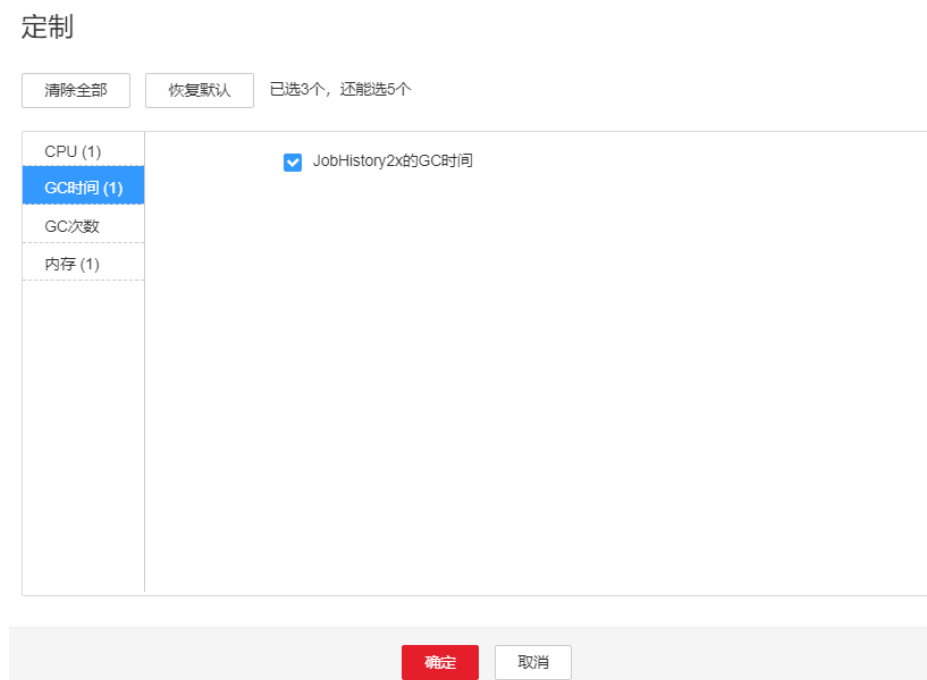 定制
清除全部 恢复默认 已选3个，还能选5个
CPU (1)
JobHistory2x的GC时间
GC时间 (1)
GC次数
内存 (1)
确定 取消